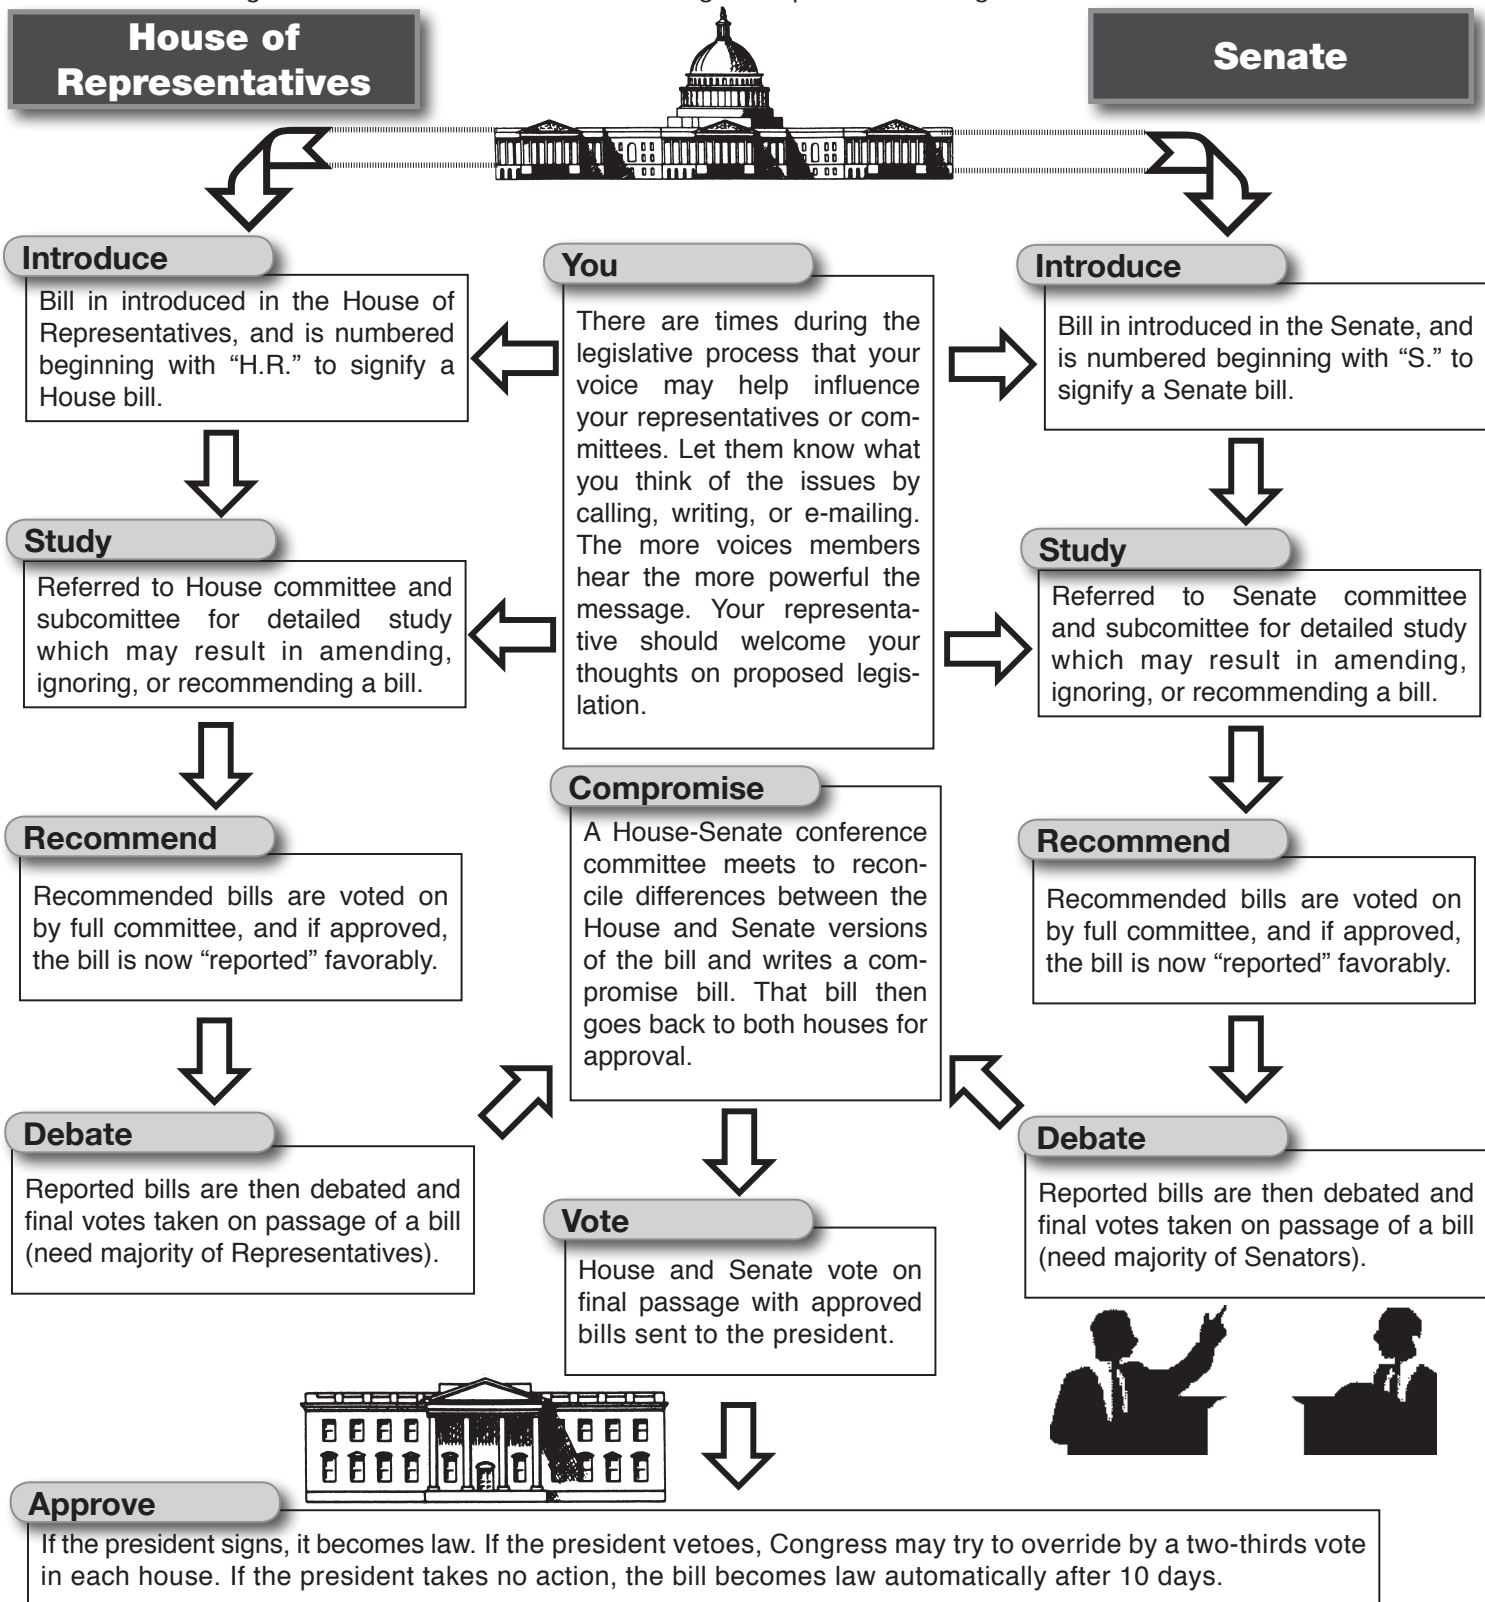 House of
Representatives
Senate
Introduce
Bill in introduced in the House of
Representatives, and is numbered
beginning with “H.R.” to signify a
House bill.
Study
Referred to House committee and
subcomittee for detailed study
which may result in amending,
ignoring, or recommending a bill.
Recommend
Recommended bills are voted on
by full committee, and if approved,
the bill is now “reported” favorably.
Debate
Reported bills are then debated and
final votes taken on passage of a bill
(need majority of Representatives).
You
There are times during the
legislative process that your
voice may help influence
your representatives or com-
mittees. Let them know what
you think of the issues by
calling, writing, or e-mailing.
The more voices members
hear the more powerful the
message. Your representa-
tive should welcome your
thoughts on proposed legis-
lation.
Compromise
A House-Senate conference
committee meets to recon-
cile differences between the
House and Senate versions
of the bill and writes a com-
promise bill. That bill then
goes back to both houses for
approval.
Vote
House and Senate vote on
final passage with approved
bills sent to the president.
Introduce
Bill in introduced in the Senate, and
is numbered beginning with “S.” to
signify a Senate bill.
Study
Referred to Senate committee
and subcomittee for detailed study
which may result in amending,
ignoring, or recommending a bill.
Recommend
Recommended bills are voted on
by full committee, and if approved,
the bill is now “reported” favorably.
Debate
Reported bills are then debated and
final votes taken on passage of a bill
(need majority of Senators).
Approve
If the president signs, it becomes law. If the president vetoes, Congress may try to override by a two-thirds vote
in each house. If the president takes no action, the bill becomes law automatically after 10 days.